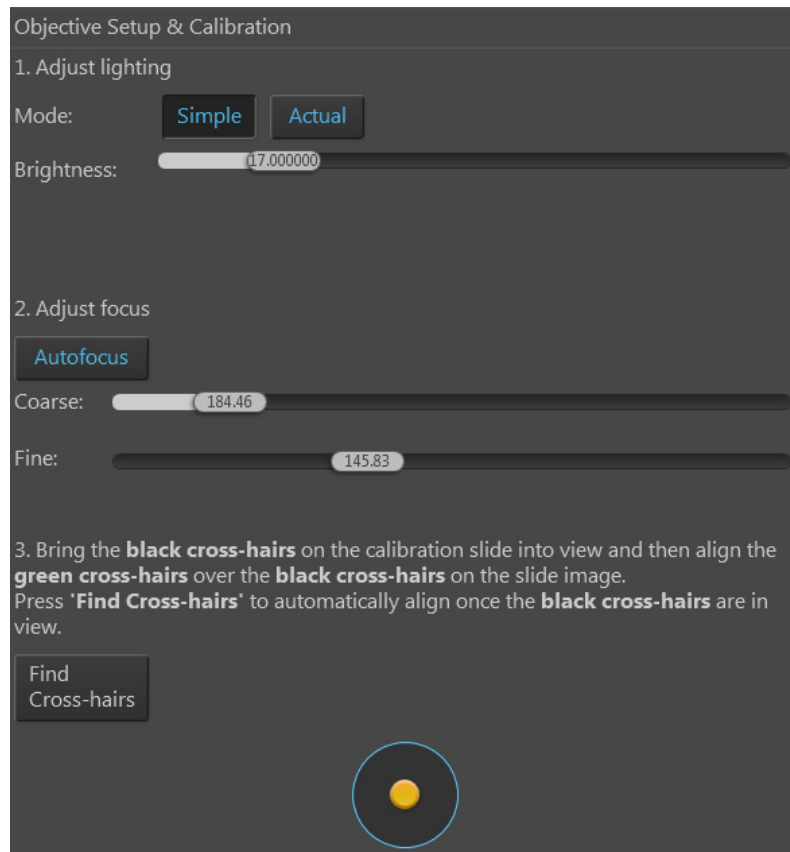 Objective Setup & Calibration
1. Adjust lighting
Mode: Simple Actual
Brightness: 17.000000
2. Adjust focus
Autofocus
Coarse: 184.46
Fine: 145.83
3. Bring the black cross-hairs on the calibration slide into view and then align the
green cross-hairs over the black cross-hairs on the slide image.
Press 'Find Cross-hairs' to automatically align once the black cross-hairs are in
view.
Find
Cross-hairs